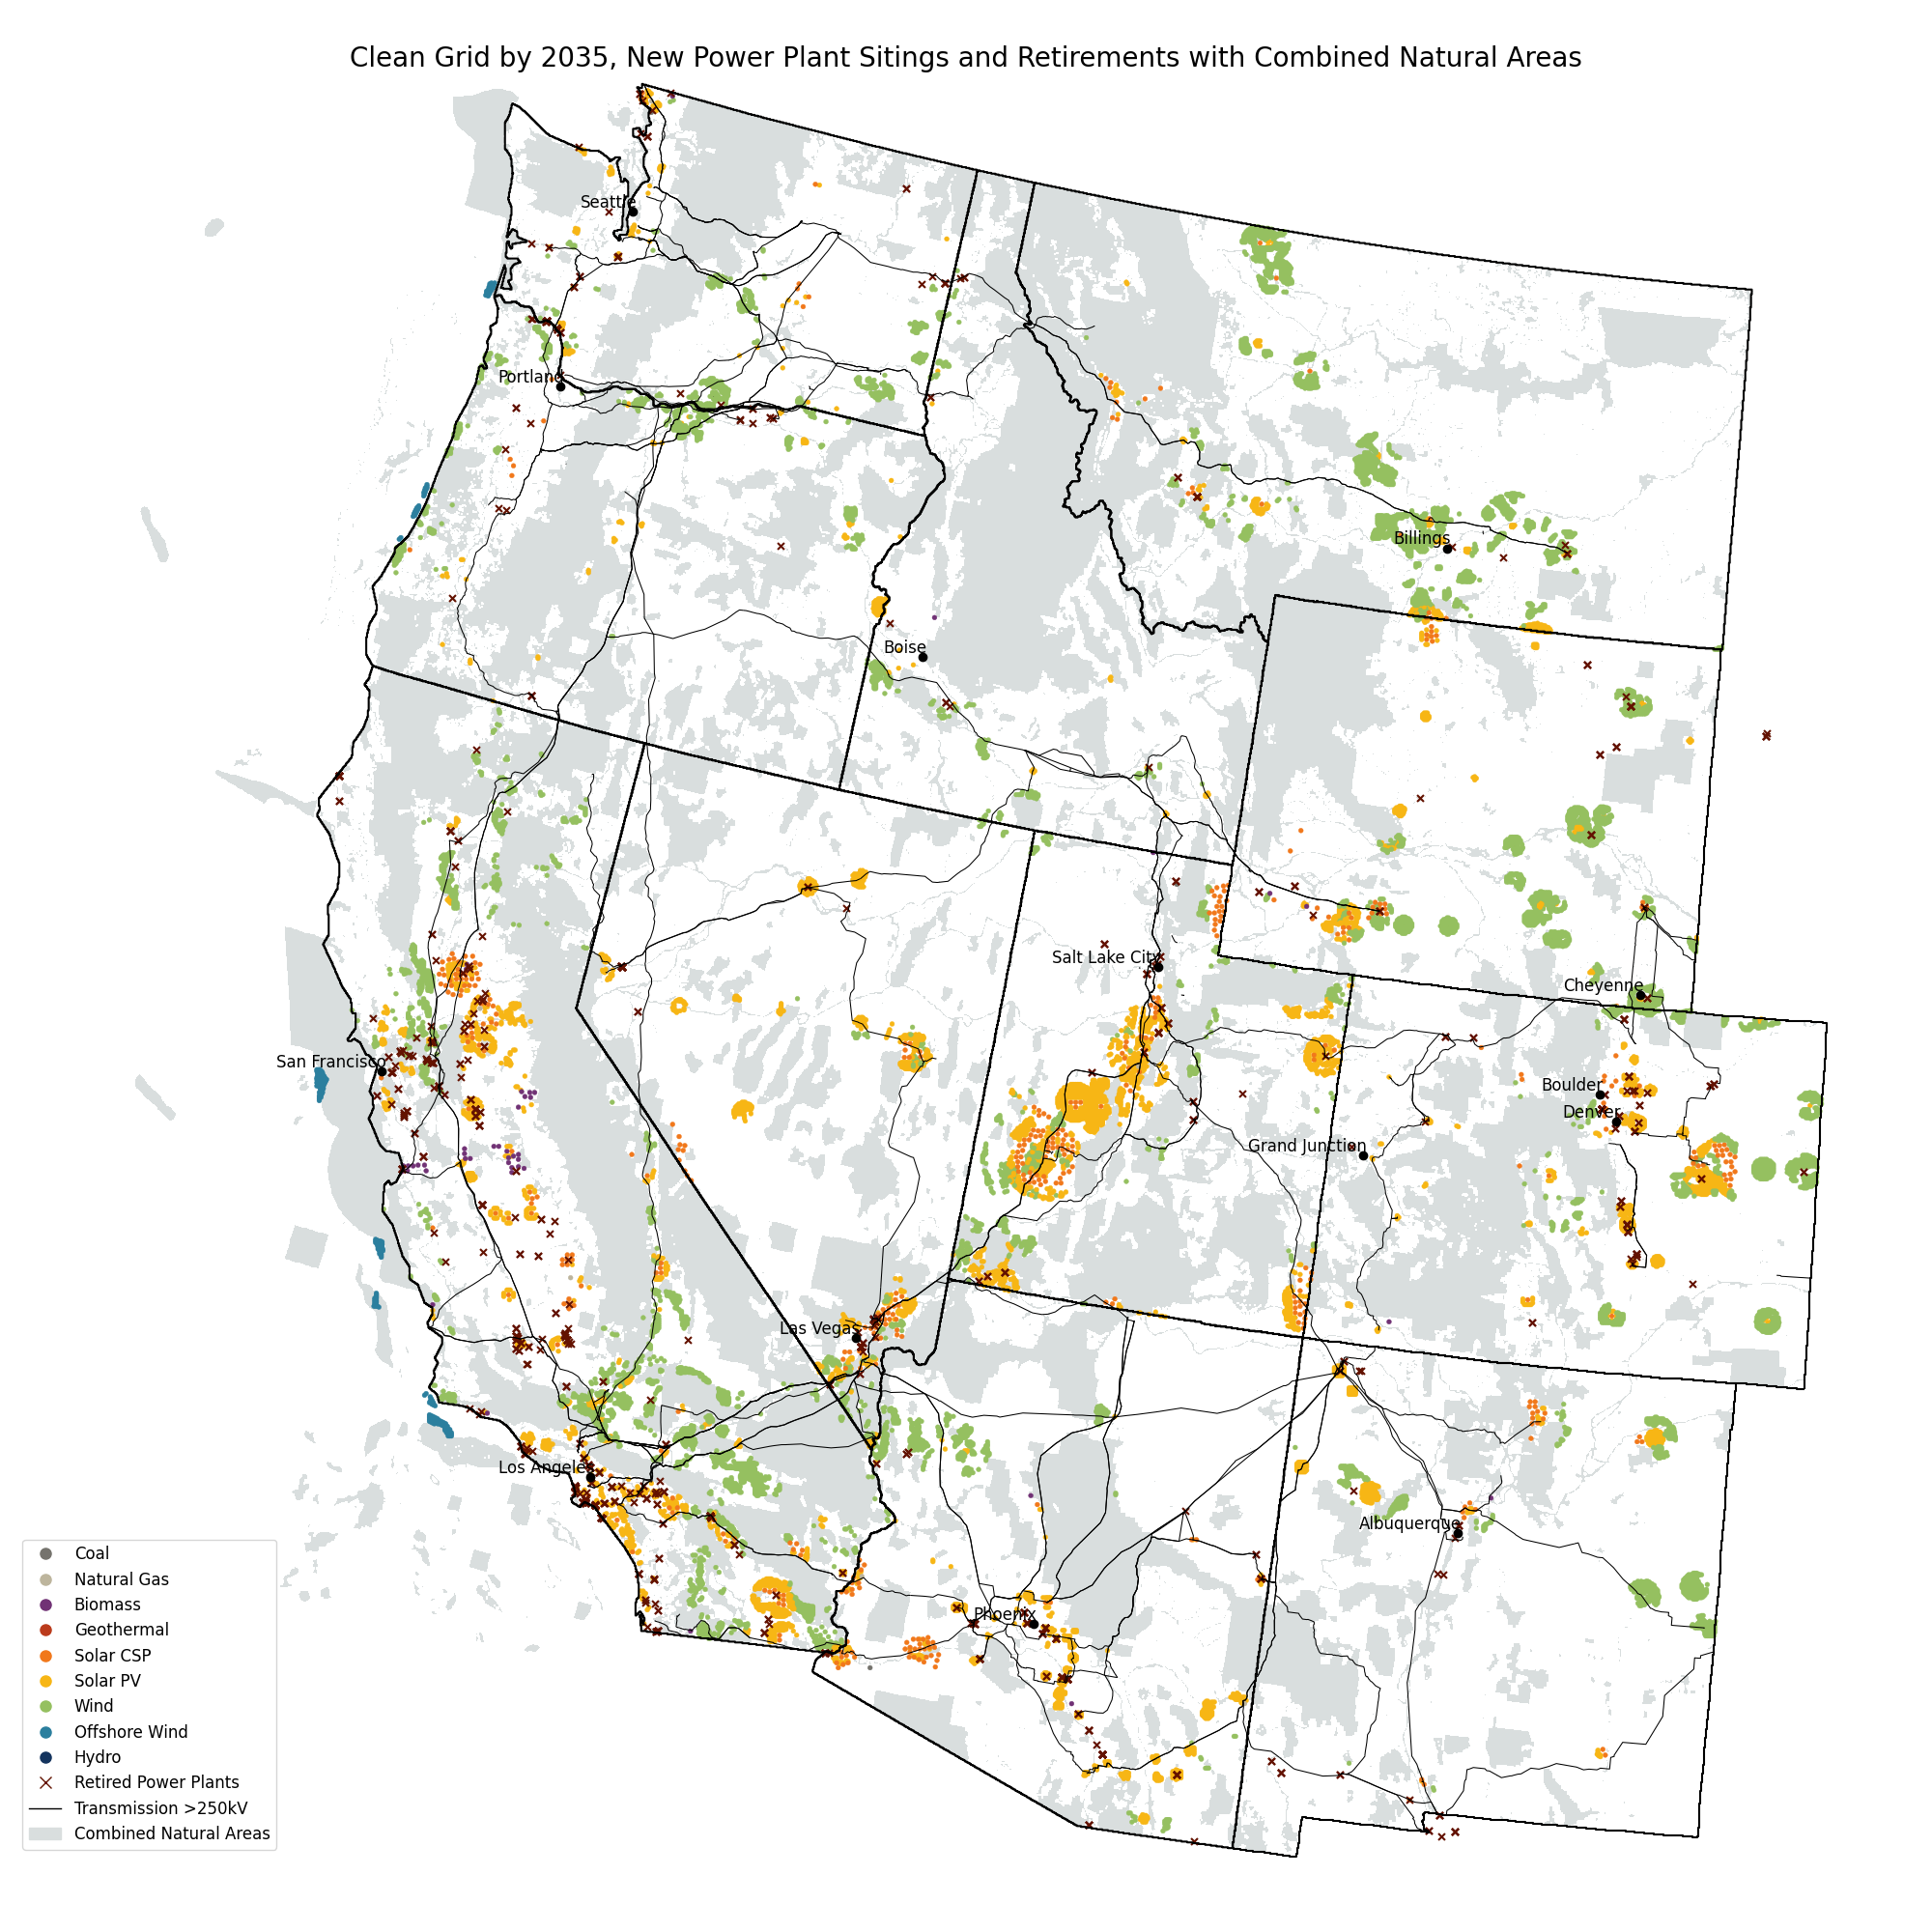 Clean Grid by 2035, New Power Plant Sitings and Retirements with Combined Natural Areas
Seattle
Portland
Billings
Boise
Salt Lake City
Cheyenne
San Francisco
Boulder
Denver
Grand Junction
Las Vegas
Los Angeles
Albuquerque
Phoenix
Coal
Natural Gas
Biomass
Geothermal
Solar CSP
Solar PV
Wind
Offshore Wind
Hydro
Retired Power Plants
Transmission >250kV
Combined Natural Areas